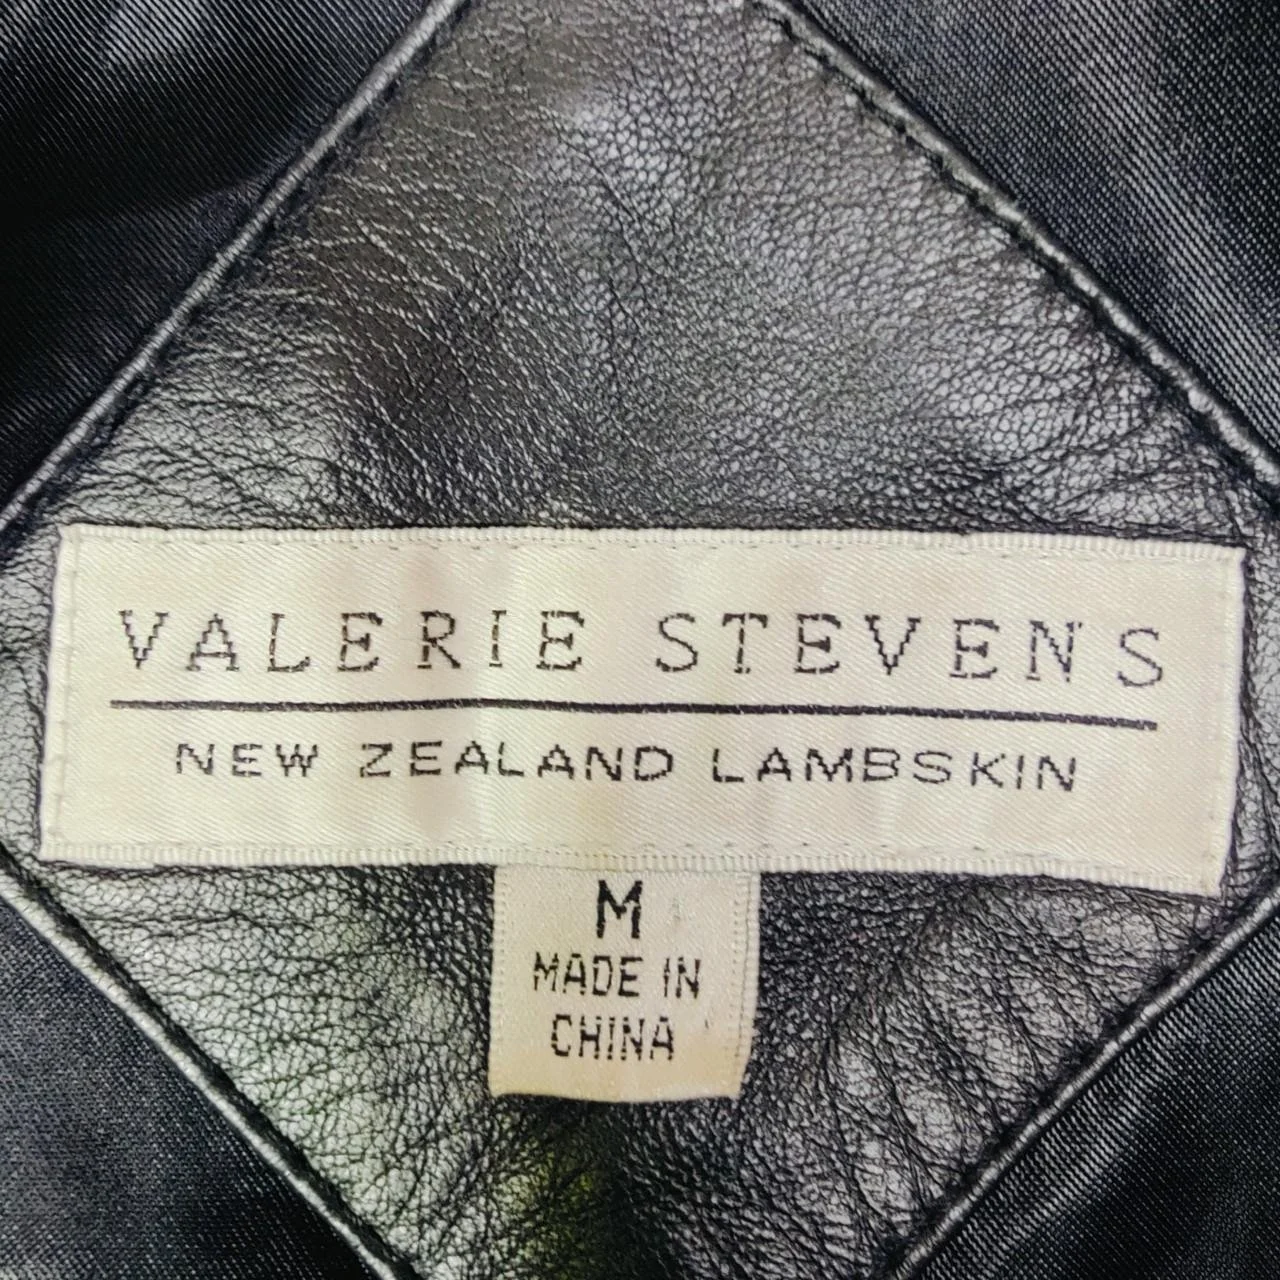 VALERIE STEVENS
NEW ZEALAND LAMBSKIN
M
MADE IN
CHINA